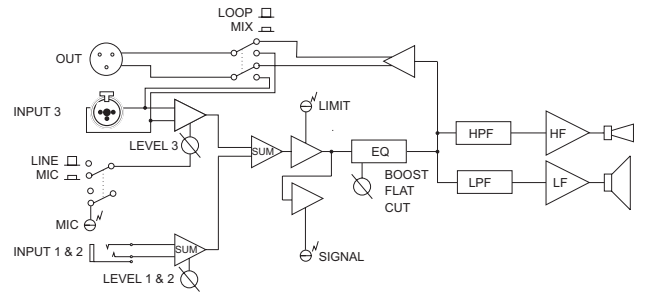 LOOP
MIX
OUT
INPUT 3
LIMIT
HPF
HF
LEVEL 3
SUM
EQ
LINE
MIC
BOOST
FLAT
CUT
LPF
LF
MIC
INPUT 1 & 2
SUM
SIGNAL
LEVEL 1 & 2